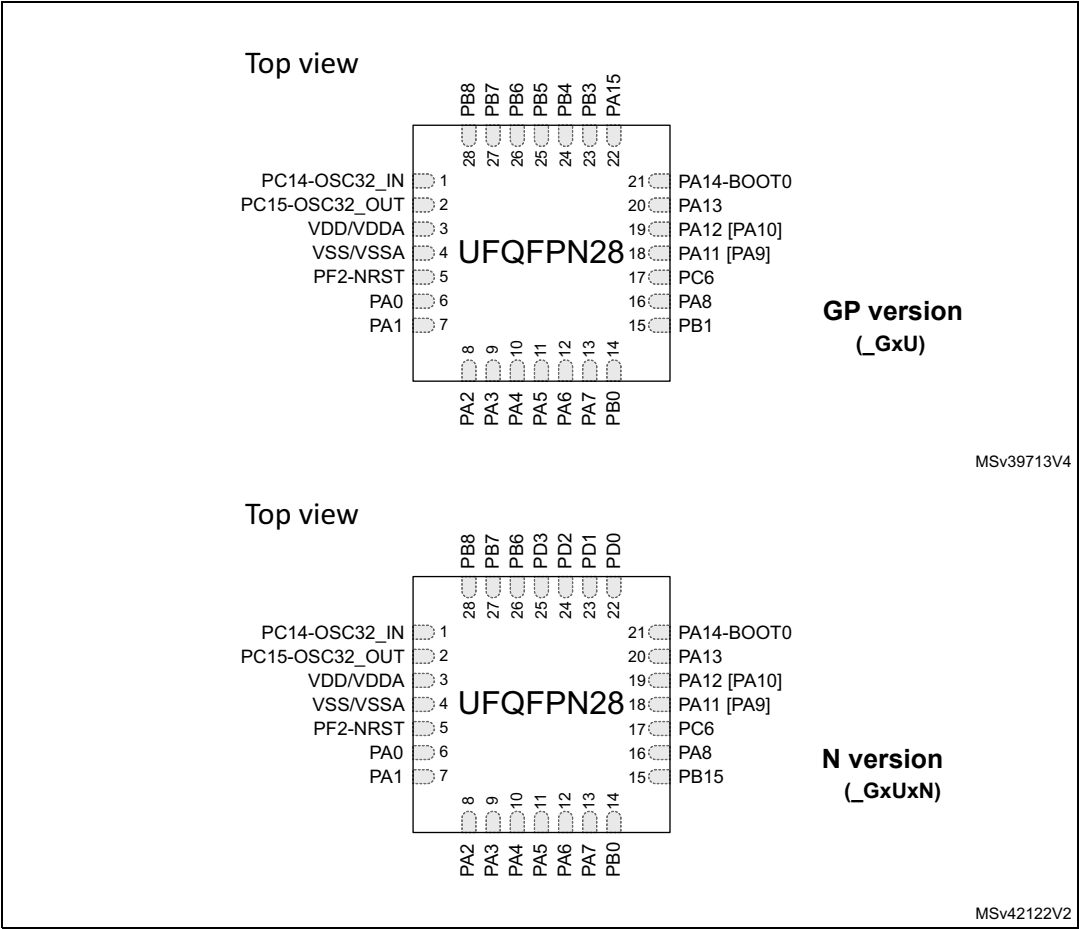 Top view
PB8 PB7 PB6 PB5 PB4 PB3 PA15
28 27 26 25 24 23 22
PC14-OSC32_IN 1 21 PA14-BOOT0
PC15-OSC32_OUT 2 20 PA13
VDD/VDDA 3 19 PA12 [PA10]
VSS/VSSA 4 UFQFPN28 18 PA11 [PA9]
PF2-NRST 5 17 PC6
PA0 6 16 PA8
PA1 7 15 PB1
GP version
(_GxU)
8 9 10 11 12 13 14
PA2 PA3 PA4 PA5 PA6 PA7 PB0
MSv39713V4
Top view
PB8 PB7 PB6 PD3 PD2 PD1 PD0
28 27 26 25 24 23 22
PC14-OSC32_IN 1 21 PA14-BOOT0
PC15-OSC32_OUT 2 20 PA13
VDD/VDDA 3 19 PA12 [PA10]
VSS/VSSA 4 UFQFPN28 18 PA11 [PA9]
PF2-NRST 5 17 PC6
PA0 6 16 PA8
PA1 7 15 PB15
N version
(_GxUxN)
8 9 10 11 12 13 14
PA2 PA3 PA4 PA5 PA6 PA7 PB0
MSv42122V2